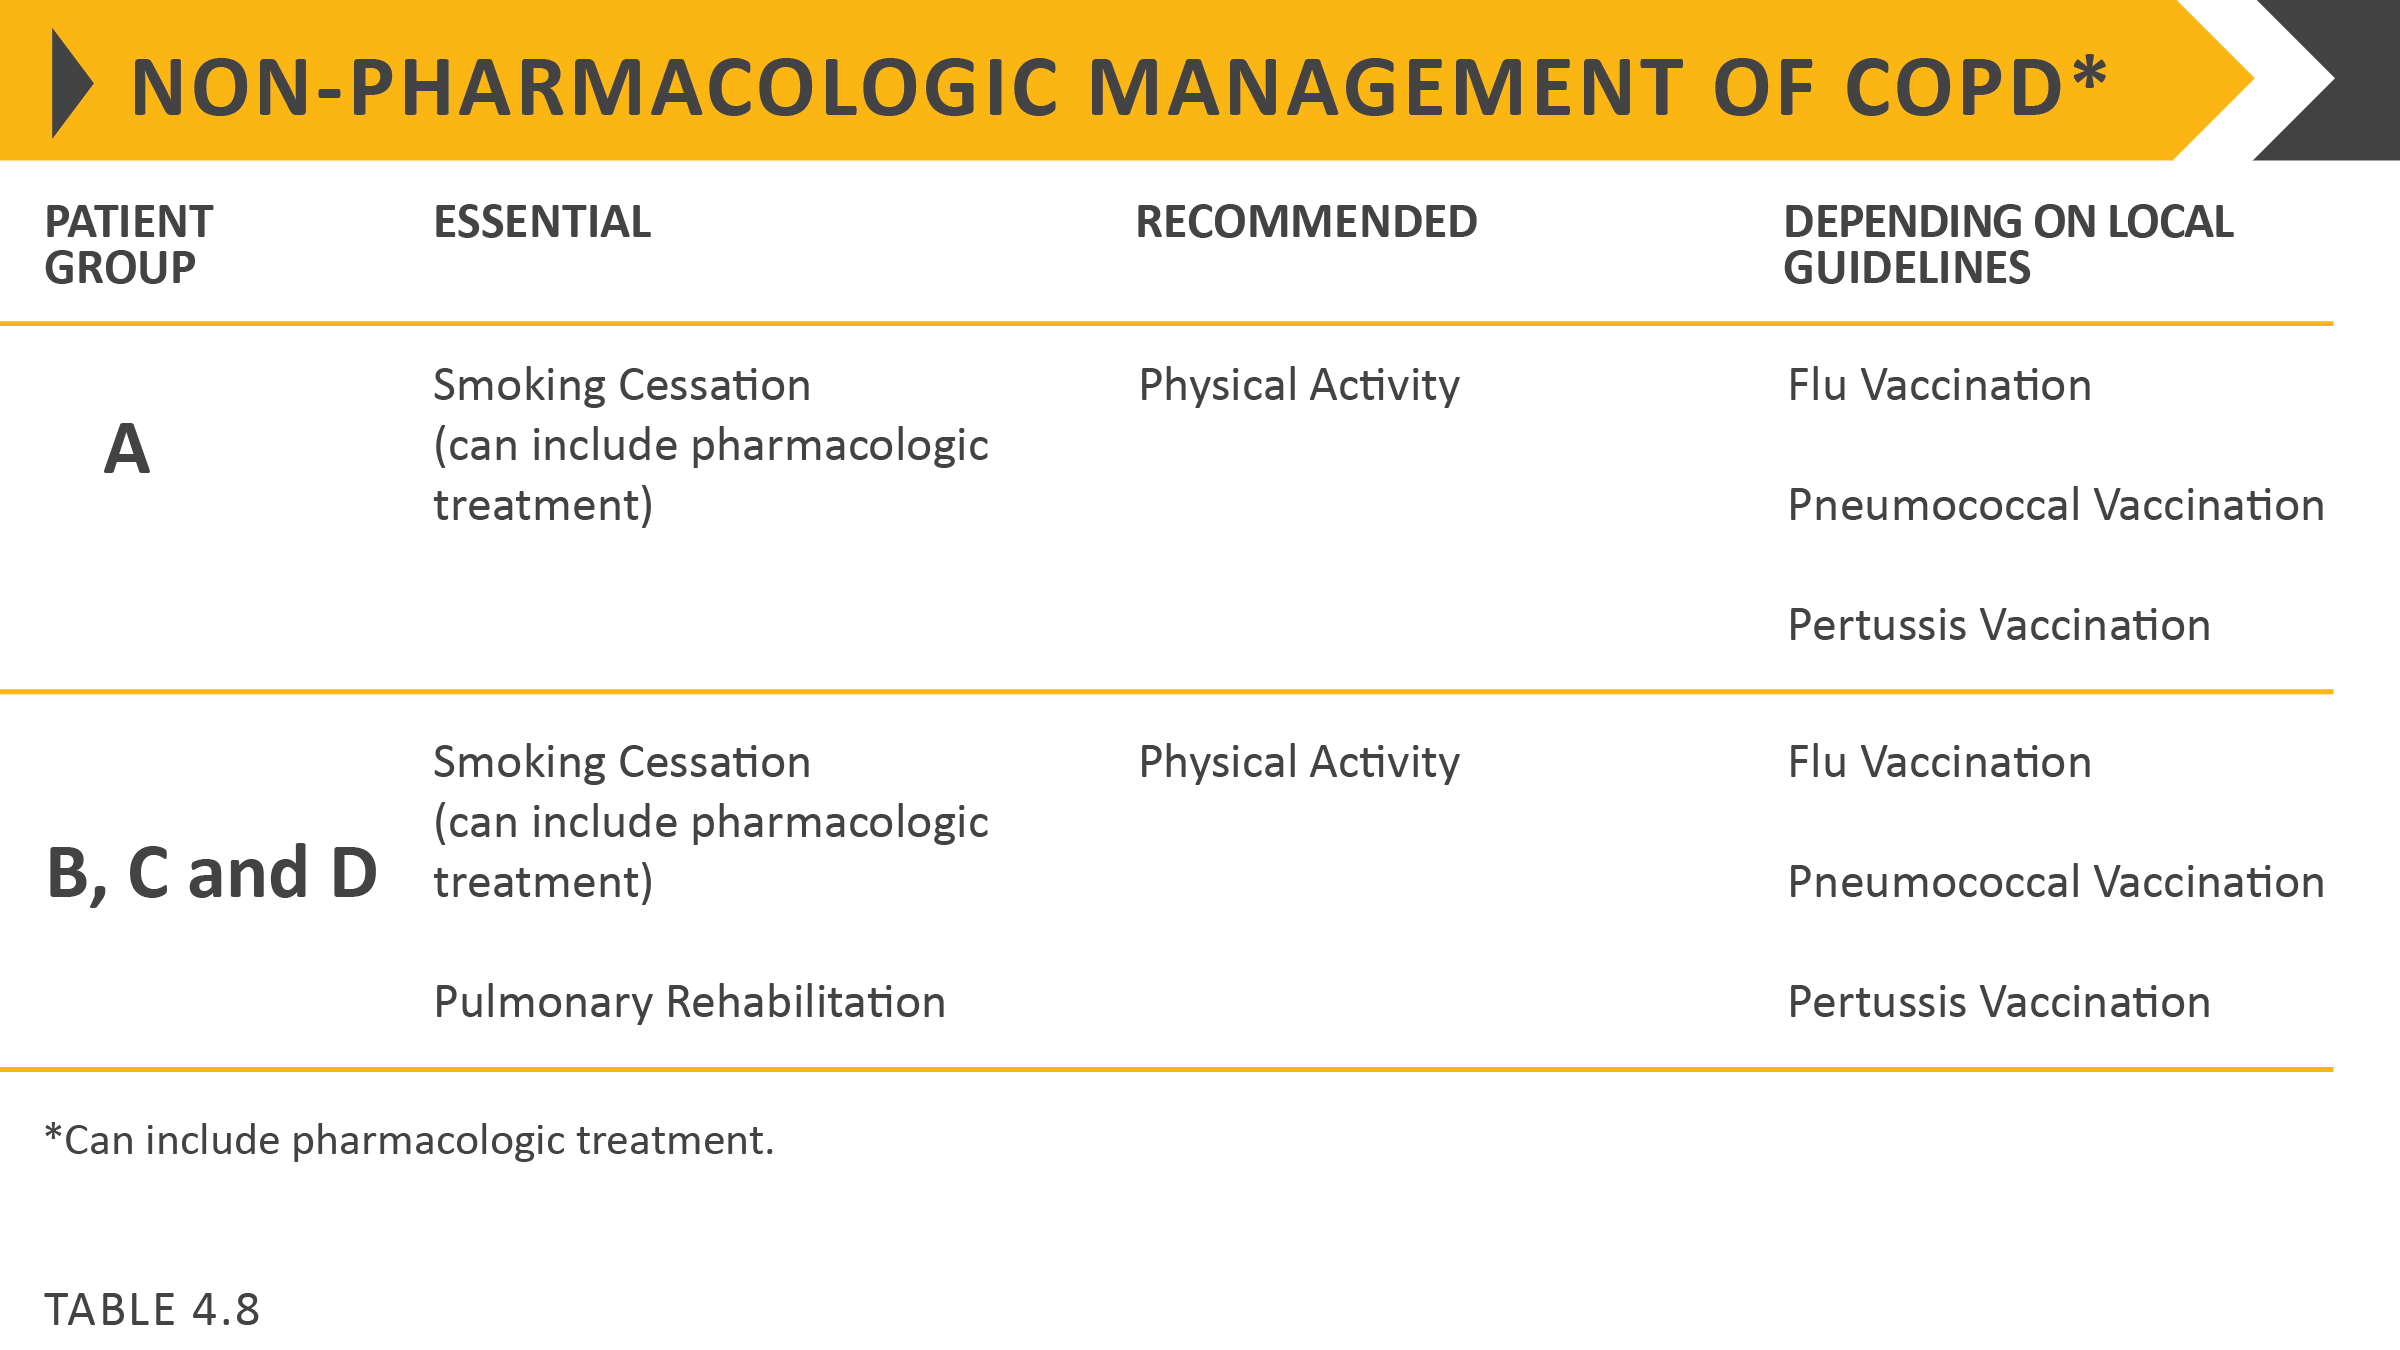 NON-PHARMACOLOGIC MANAGEMENT OF COPD*
PATIENT GROUP
ESSENTIAL
RECOMMENDED
DEPENDING ON LOCAL GUIDELINES
A
Smoking Cessation
(can include pharmacologic
treatment)
Physical Activity
Flu Vaccination
Pneumococcal Vaccination
Pertussis Vaccination
B, C and D
Smoking Cessation
(can include pharmacologic
treatment)
Pulmonary Rehabilitation
Physical Activity
Flu Vaccination
Pneumococcal Vaccination
Pertussis Vaccination
*Can include pharmacologic treatment.
TABLE 4.8